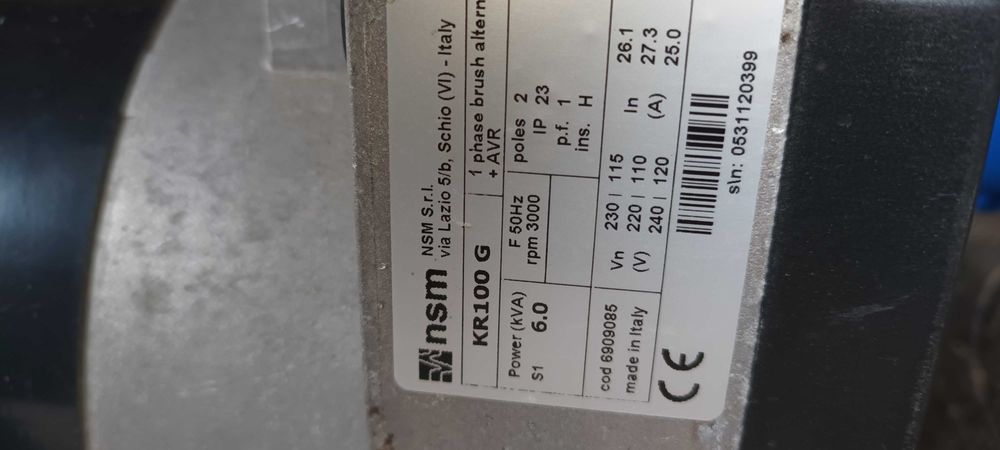 nsm
NSM S.r.l.
via Lazio 5/b, Schio (VI) - Italy
KR100 G
1 phase brush altern
+ AVR
Power (kVA)
S1 6.0
F 50Hz
rpm 3000
poles 2
IP 23
p.f. 1
ins. H
cod 6909085
made in Italy
Vn 230 | 115 In 26.1
(V) 220 | 110 (A) 27.3
240 | 120 25.0
CE
s\n: 0531120399